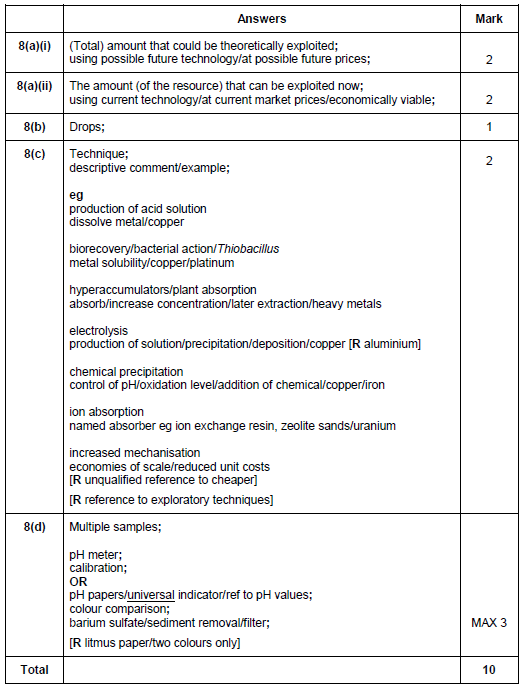 Answers Mark
8(a)(i) (Total) amount that could be theoretically exploited;
using possible future technology/at possible future prices; 2
8(a)(ii) The amount (of the resource) that can be exploited now;
using current technology/at current market prices/economically viable; 2
8(b) Drops; 1
8(c) Technique; 2
descriptive comment/example;
eg
production of acid solution
dissolve metal/copper
biorecovery/bacterial action/Thiobacillus
metal solubility/copper/platinum
hyperaccumulators/plant absorption
absorb/increase concentration/later extraction/heavy metals
electrolysis
production of solution/precipitation/deposition/copper [R aluminium]
chemical precipitation
control of pH/oxidation level/addition of chemical/copper/iron
ion absorption
named absorber eg ion exchange resin, zeolite sands/uranium
increased mechanisation
economies of scale/reduced unit costs
[R unqualified reference to cheaper]
[R reference to exploratory techniques]
8(d) Multiple samples;
pH meter;
calibration;
OR
pH papers/universal indicator/ref to pH values;
colour comparison;
barium sulfate/sediment removal/filter; MAX 3
[R litmus paper/two colours only]
Total 10